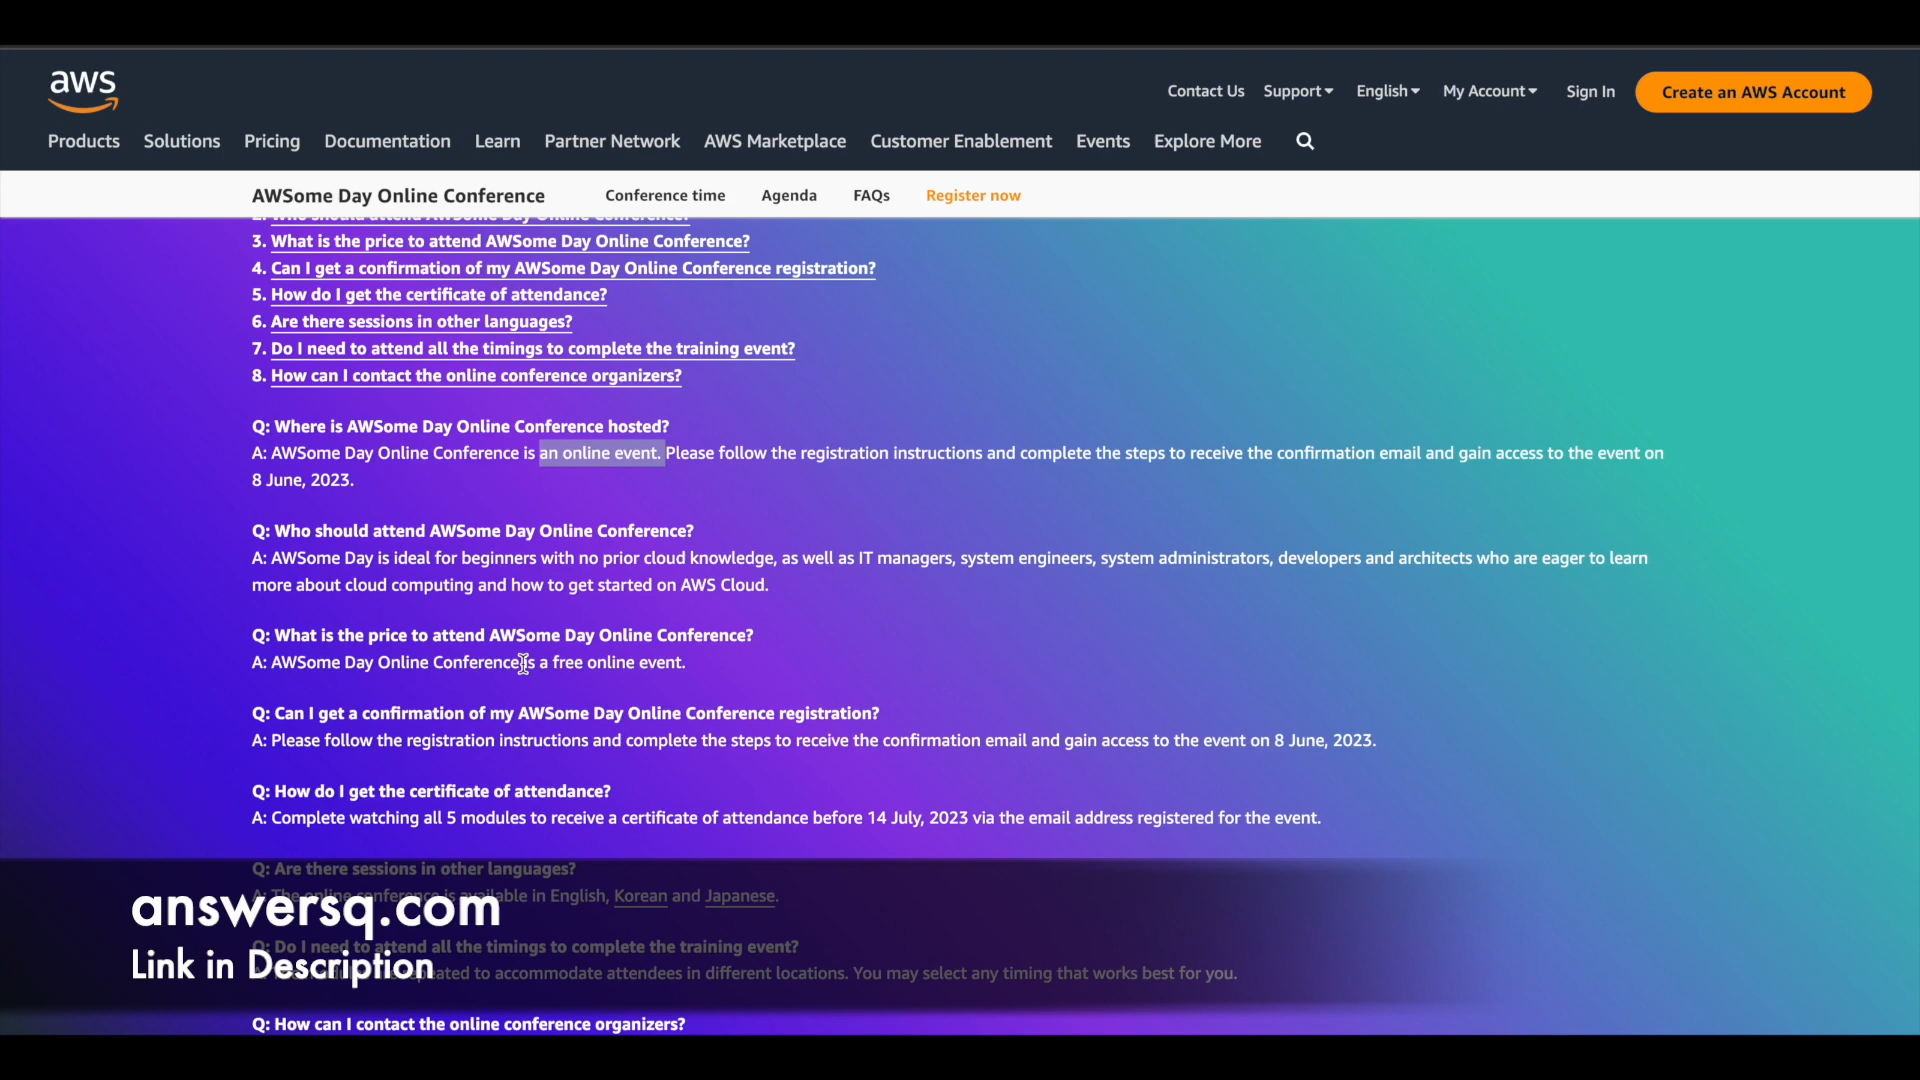 aws
Contact Us Support English My Account Sign In Create an AWS Account
Products Solutions Pricing Documentation Learn Partner Network AWS Marketplace Customer Enablement Events Explore More
AWSome Day Online Conference Conference time Agenda FAQs Register now
2. Who should attend AWSome Day Online Conference?
3. What is the price to attend AWSome Day Online Conference?
4. Can I get a confirmation of my AWSome Day Online Conference registration?
5. How do I get the certificate of attendance?
6. Are there sessions in other languages?
7. Do I need to attend all the timings to complete the training event?
8. How can I contact the online conference organizers?
Q: Where is AWSome Day Online Conference hosted?
A: AWSome Day Online Conference is an online event. Please follow the registration instructions and complete the steps to receive the confirmation email and gain access to the event on
8 June, 2023.
Q: Who should attend AWSome Day Online Conference?
A: AWSome Day is ideal for beginners with no prior cloud knowledge, as well as IT managers, system engineers, system administrators, developers and architects who are eager to learn
more about cloud computing and how to get started on AWS Cloud.
Q: What is the price to attend AWSome Day Online Conference?
A: AWSome Day Online Conference is a free online event.
Q: Can I get a confirmation of my AWSome Day Online Conference registration?
A: Please follow the registration instructions and complete the steps to receive the confirmation email and gain access to the event on 8 June, 2023.
Q: How do I get the certificate of attendance?
A: Complete watching all 5 modules to receive a certificate of attendance before 14 July, 2023 via the email address registered for the event.
Q: Are there sessions in other languages?
A: The online conference is available in English, Korean and Japanese.
answersq.com
Q: Do I need to attend all the timings to complete the training event?
Link in Description
to accommodate attendees in different locations. You may select any timing that works best for you.
Q: How can I contact the online conference organizers?